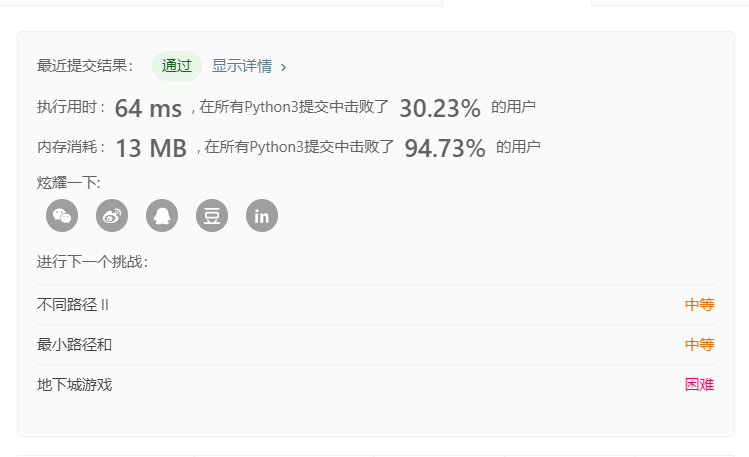 最近提交结果： 通过 显示详情 ›
执行用时 : 64 ms , 在所有Python3提交中击败了 30.23% 的用户
内存消耗 : 13 MB , 在所有Python3提交中击败了 94.73% 的用户
炫耀一下:
豆 in
进行下一个挑战：
不同路径 II 中等
最小路径和 中等
地下城游戏 困难